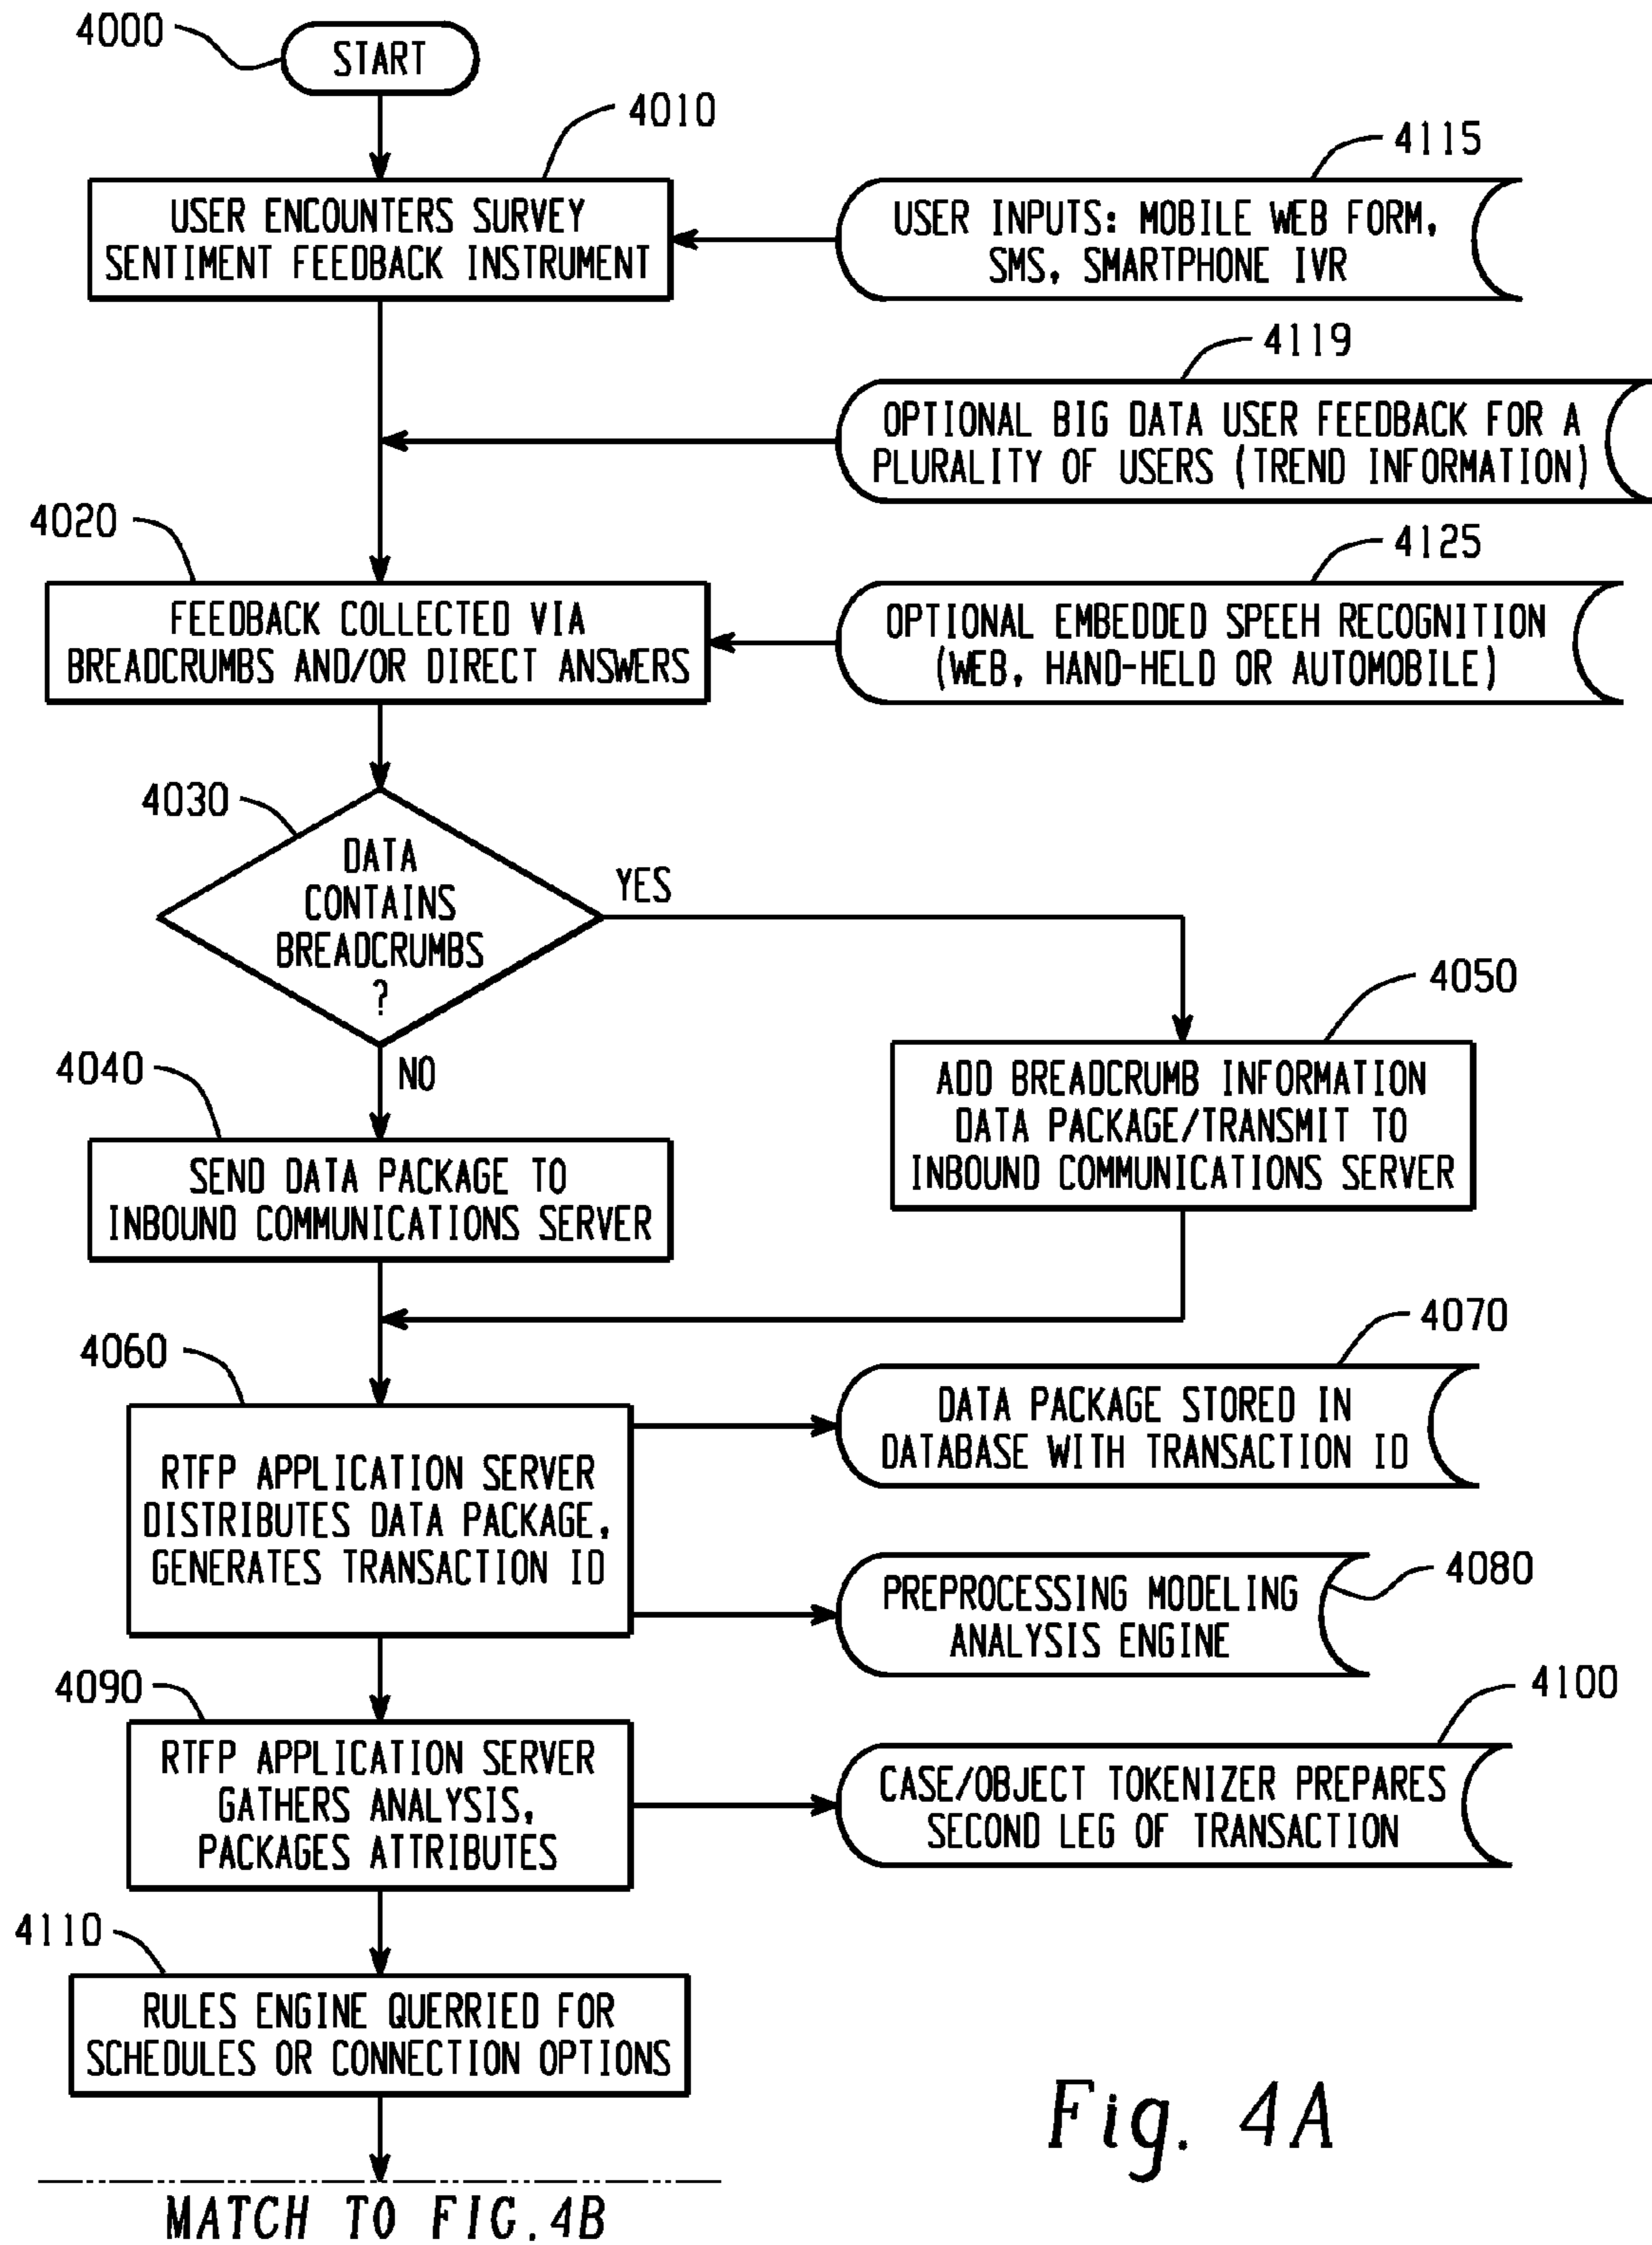 4000
START
4010
USER ENCOUNTERS SURVEY
SENTIMENT FEEDBACK INSTRUMENT
4115
USER INPUTS: MOBILE WEB FORM,
SMS, SMARTPHONE IVR
4119
OPTIONAL BIG DATA USER FEEDBACK FOR A
PLURALITY OF USERS (TREND INFORMATION)
4020
FEEDBACK COLLECTED VIA
BREADCRUMBS AND/OR DIRECT ANSWERS
4125
OPTIONAL EMBEDDED SPEEH RECOGNITION
(WEB, HAND-HELD OR AUTOMOBILE)
4030
DATA
CONTAINS
BREADCRUMBS
?
YES
NO
4040
SEND DATA PACKAGE TO
INBOUND COMMUNICATIONS SERVER
4050
ADD BREADCRUMB INFORMATION
DATA PACKAGE/TRANSMIT TO
INBOUND COMMUNICATIONS SERVER
4060
RTFP APPLICATION SERVER
DISTRIBUTES DATA PACKAGE,
GENERATES TRANSACTION ID
4070
DATA PACKAGE STORED IN
DATABASE WITH TRANSACTION ID
4080
PREPROCESSING MODELING
ANALYSIS ENGINE
4090
RTFP APPLICATION SERVER
GATHERS ANALYSIS,
PACKAGES ATTRIBUTES
4100
CASE/OBJECT TOKENIZER PREPARES
SECOND LEG OF TRANSACTION
4110
RULES ENGINE QUERRIED FOR
SCHEDULES OR CONNECTION OPTIONS
Fig. 4A
MATCH TO FIG. 4B